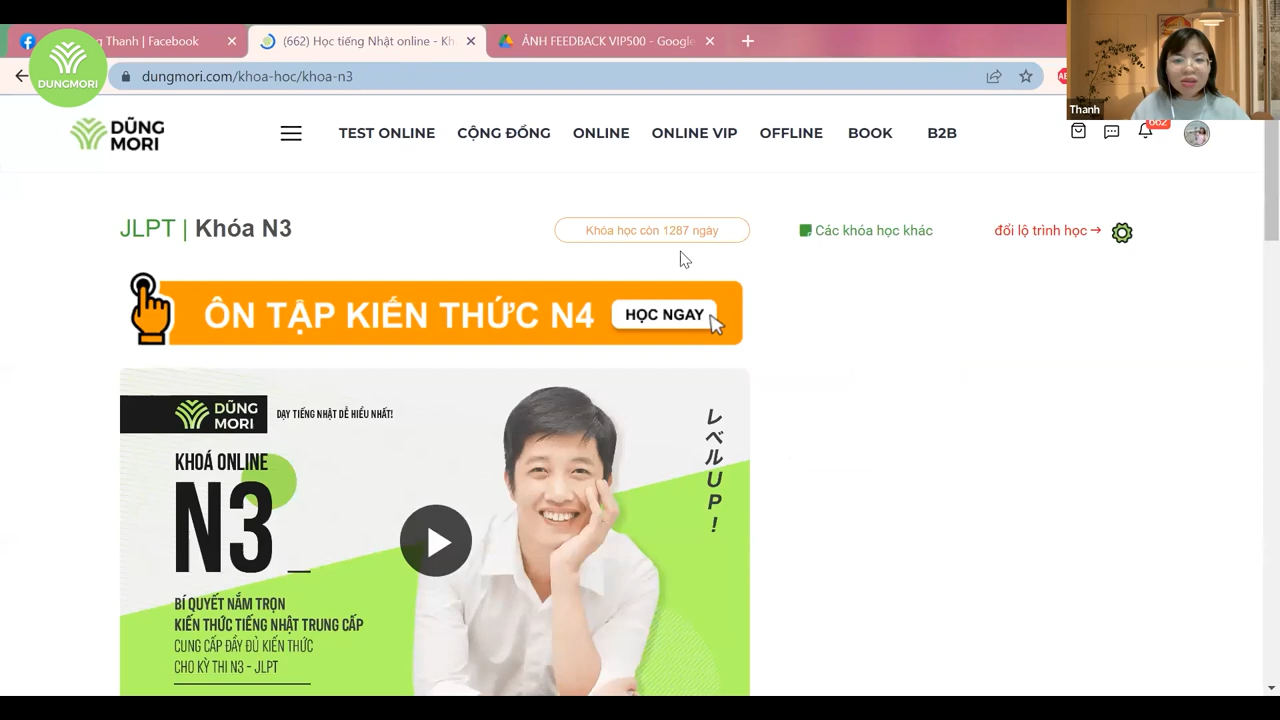 ng Thanh | Facebook
(662) Học tiếng Nhật online - Kh
ẢNH FEEDBACK VIP500 - Google
DUNGMORI
dungmori.com/khoa-hoc/khoa-n3
Thanh
DŨNG
MORI
TEST ONLINE
CỘNG ĐỒNG
ONLINE
ONLINE VIP
OFFLINE
BOOK
B2B
662
JLPT | Khóa N3
Khóa học còn 1287 ngày
Các khóa học khác
đổi lộ trình học →
ÔN TẬP KIẾN THỨC N4
HỌC NGAY
DŨNG
MORI
DẠY TIẾNG NHẬT DỄ HIỂU NHẤT!
KHOÁ ONLINE
N3_
BÍ QUYẾT NẮM TRỌN
KIẾN THỨC TIẾNG NHẬT TRUNG CẤP
CUNG CẤP ĐẦY ĐỦ KIẾN THỨC
CHO KỲ THI N3 - JLPT
レベルUP!